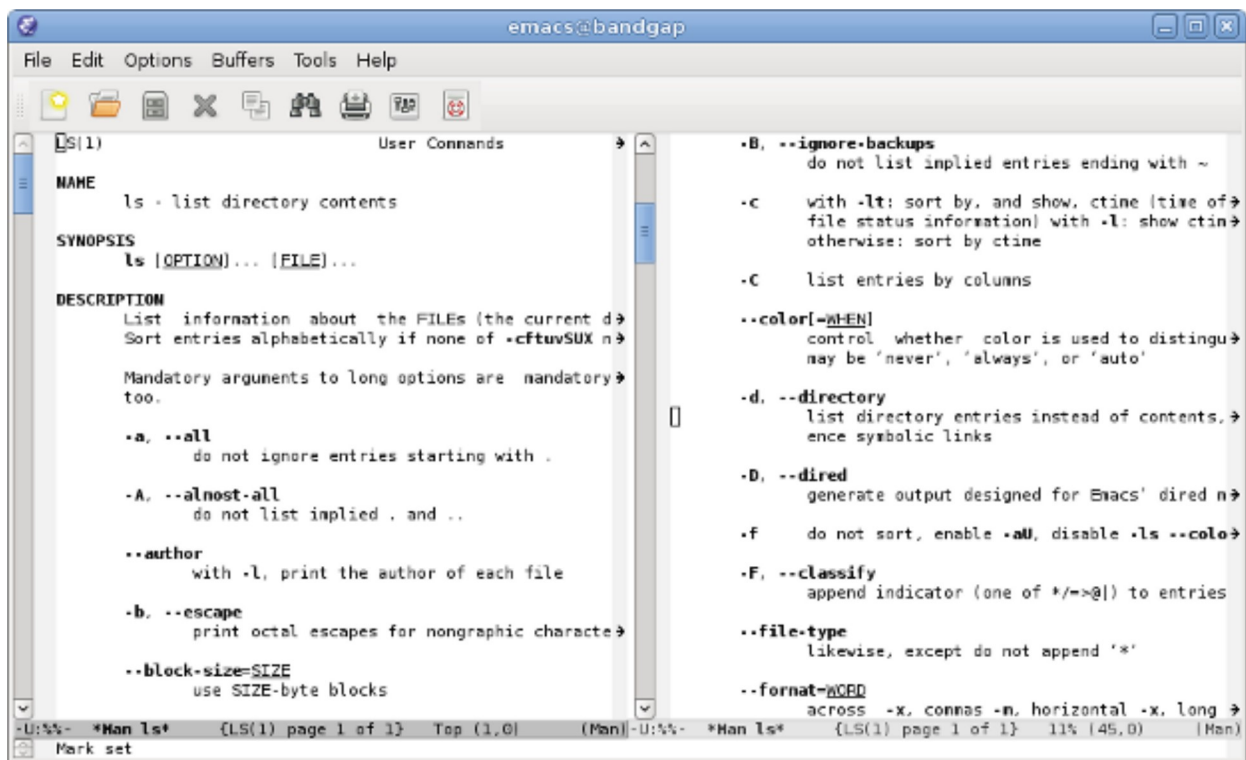 emacs@bandgap
File Edit Options Buffers Tools Help
LS(1) User Commands
NAME
ls - list directory contents
SYNOPSIS
ls [OPTION]... [FILE]...
DESCRIPTION
List information about the FILEs (the current d
Sort entries alphabetically if none of -cftuvSUX n
Mandatory arguments to long options are mandatory
too.
-a, --all
do not ignore entries starting with .
-A, --almost-all
do not list implied . and ..
--author
with -l, print the author of each file
-b, --escape
print octal escapes for nongraphic characte
--block-size=SIZE
use SIZE-byte blocks
-U:%%- *Man ls* {LS(1) page 1 of 1} Top (1,0) (Man)
-B, --ignore-backups
do not list implied entries ending with ~
-c with -lt: sort by, and show, ctime (time of
file status information) with -l: show ctim
otherwise: sort by ctime
-C list entries by columns
--color[=WHEN]
control whether color is used to distingu
may be ‘never’, ‘always’, or ‘auto’
-d, --directory
list directory entries instead of contents,
ence symbolic links
-D, --dired
generate output designed for Emacs’ dired m
-f do not sort, enable -aU, disable -ls --colo
-F, --classify
append indicator (one of */=>@|) to entries
--file-type
likewise, except do not append ‘*’
--format=WORD
across -x, commas -m, horizontal -x, long
-U:%%- *Man ls* {LS(1) page 1 of 1} 11% (45,0) (Man)
Mark set